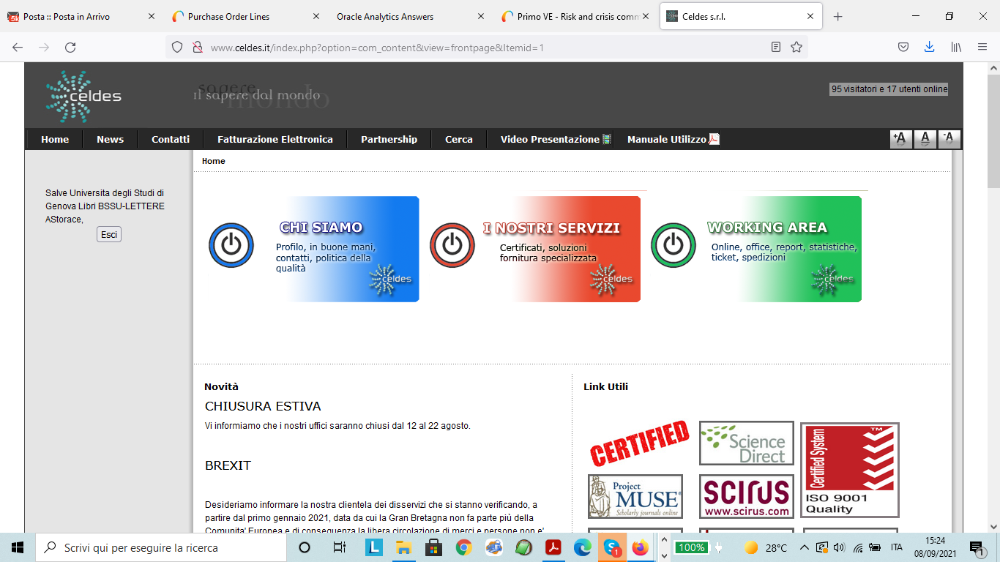 5k
Posta :: Posta in Arrivo
Purchase Order Lines
Oracle Analytics Answers
Primo VE - Risk and crisis comm
Celdes s.r.l.
www.celdes.it/index.php?option=com_content&view=frontpage&Itemid=1
celdes
sapere
Il sapere dal mondo
mondo
95 visitatori e 17 utenti online
Home
News
Contatti
Fatturazione Elettronica
Partnership
Cerca
Video Presentazione
Manuale Utilizzo
+A
A
-A
Home
Salve Universita degli Studi di
Genova Libri BSSU-LETTERE
AStorace,
Esci
CHI SIAMO
Profilo, in buone mani,
contatti, politica della
qualità
celdes
I NOSTRI SERVIZI
Certificati, soluzioni
fornitura specializzata
celdes
WORKING AREA
Online, office, report, statistiche,
ticket, spedizioni
celdes
Novità
CHIUSURA ESTIVA
Vi informiamo che i nostri uffici saranno chiusi dal 12 al 22 agosto.
BREXIT
Desideriamo informare la nostra clientela dei disservizi che si stanno verificando, a
partire dal primo gennaio 2021, data da cui la Gran Bretagna non fa parte più della
Comunita' Europea e di conseguenza la libera circolazione di merci e persone non e'
Link Utili
CERTIFIED
Science
Direct
Certified System
TM
ISO 9001
Quality
Project
MUSE
Scholarly journals online
SCIRUS
www.scirus.com
Scrivi qui per eseguire la ricerca
L
S
1
100%
28°C
ITA
15:24
08/09/2021
1